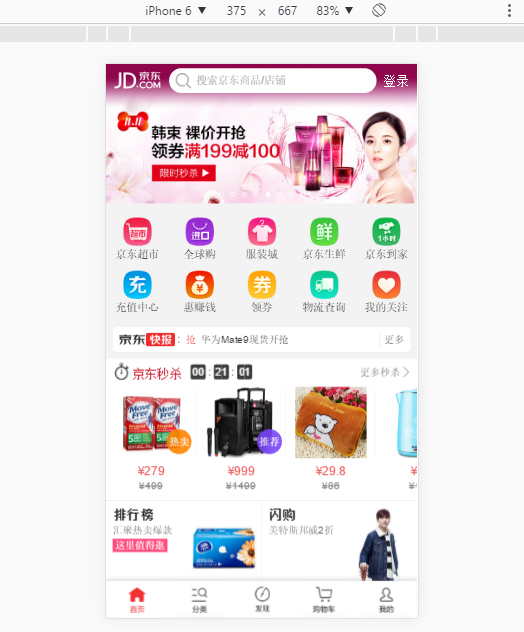 iPhone 6 ▼ 375 × 667 83% ▼
JD 京东 .COM
搜索京东商品/店铺
登录
11.11
韩束 裸价开抢
领券满199减100
限时秒杀 ▶
超市 进口 鲜 1小时
京东超市 全球购 服装城 京东生鲜 京东到家
充 ¥ 券
充值中心 惠赚钱 领券 物流查询 我的关注
京东快报: 抢 华为Mate9现货开抢 更多
京东秒杀 00:21:01 更多秒杀
Move Free
热卖 推荐
¥279 ¥999 ¥29.8
¥499 ¥1499 ¥86
排行榜 闪购
汇聚热卖爆款 美特斯邦威2折
这里值得逛
首页 分类 发现 购物车 我的